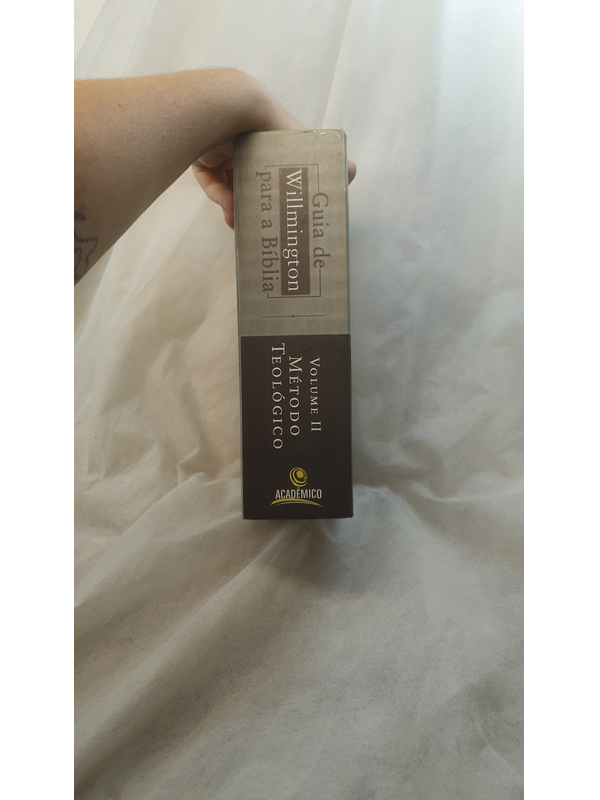 Guia de
Willmington
para a Bíblia
VOLUME II
MÉTODO
TEOLÓGICO
ACADÊMICO